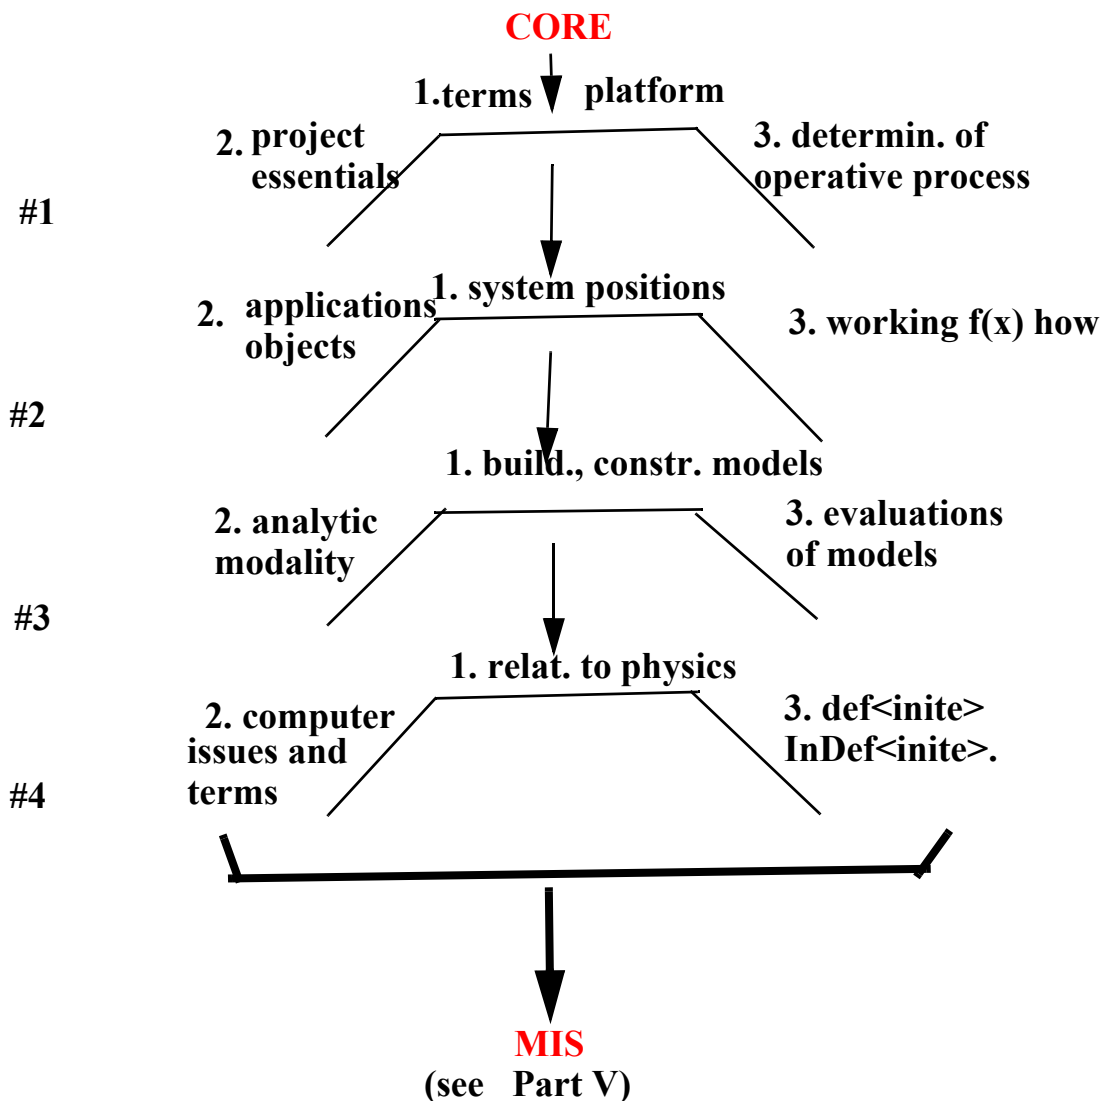 CORE
1.terms platform
2. project
essentials
3. determin. of
operative process
#1
1. system positions
2. applications
objects
3. working f(x) how
#2
1. build., constr. models
2. analytic
modality
3. evaluations
of models
#3
1. relat. to physics
2. computer
issues and
terms
3. def<inite>
InDef<inite>.
#4
MIS
(see Part V)